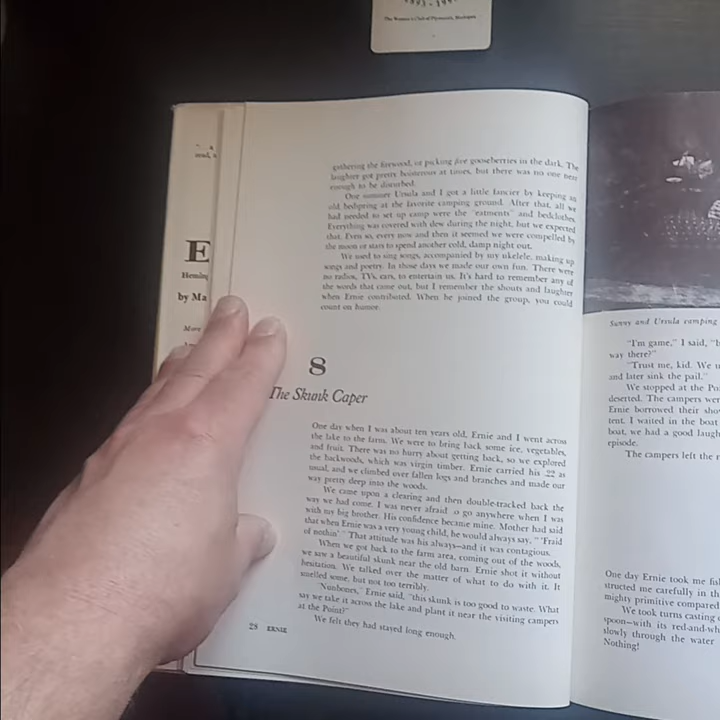 The Woman's Club of Plymouth, Michigan
read, a
E
Heming
by Ma
More
gathering the firewood, or picking five gooseberries in the dark. The
laughter got pretty boisterous at times, but there was no one near
enough to be disturbed.
One summer Ursula and I got a little fancier by keeping an
old bedspring at the favorite camping ground. After that, all we
had needed to set up camp were the "eatments" and bedclothes.
Everything was covered with dew during the night, but we expected
that. Even so, every now and then it seemed we were compelled by
the moon or stars to spend another cold, damp night out.
We used to sing songs, accompanied by my ukelele, making up
songs and poetry. In those days we made our own fun. There were
no radios, TVs, cars, to entertain us. It's hard to remember any of
the words that came out, but I remember the shouts and laughter
when Ernie contributed. When he joined the group, you could
count on humor.
8
The Skunk Caper
One day when I was about ten years old, Ernie and I went across
the lake to the farm. We were to bring back some ice, vegetables,
and fruit. There was no hurry about getting back, so we explored
the backwoods, which was virgin timber. Ernie carried his .22 as
usual, and we climbed over fallen logs and branches and made our
way pretty deep into the woods.
We came upon a clearing and then double-tracked back the
way we had come. I was never afraid o go anywhere when I was
with my big brother. His confidence became mine. Mother had said
that when Ernie was a very young child, he would always say, "'Fraid
of nothin'." That attitude was his always—and it was contagious.
When we got back to the farm area, coming out of the woods,
we saw a beautiful skunk near the old barn. Ernie shot it without
hesitation. We talked over the matter of what to do with it. It
smelled some, but not too terribly.
"Nunbones," Ernie said, "this skunk is too good to waste. What
say we take it across the lake and plant it near the visiting campers
at the Point?"
We felt they had stayed long enough.
28 ERNIE
Sunny and Ursula camping
"I'm game," I said, "b
way there?"
"Trust me, kid. We u
and later sink the pail."
We stopped at the Po
deserted. The campers wer
Ernie borrowed their sho
tent. I waited in the boat
boat, we had a good laugh
episode.
The campers left the r
One day Ernie took me fis
structed me carefully in th
mighty primitive compared
We took turns casting o
spoon—with its red-and-wh
slowly through the water
Nothing!